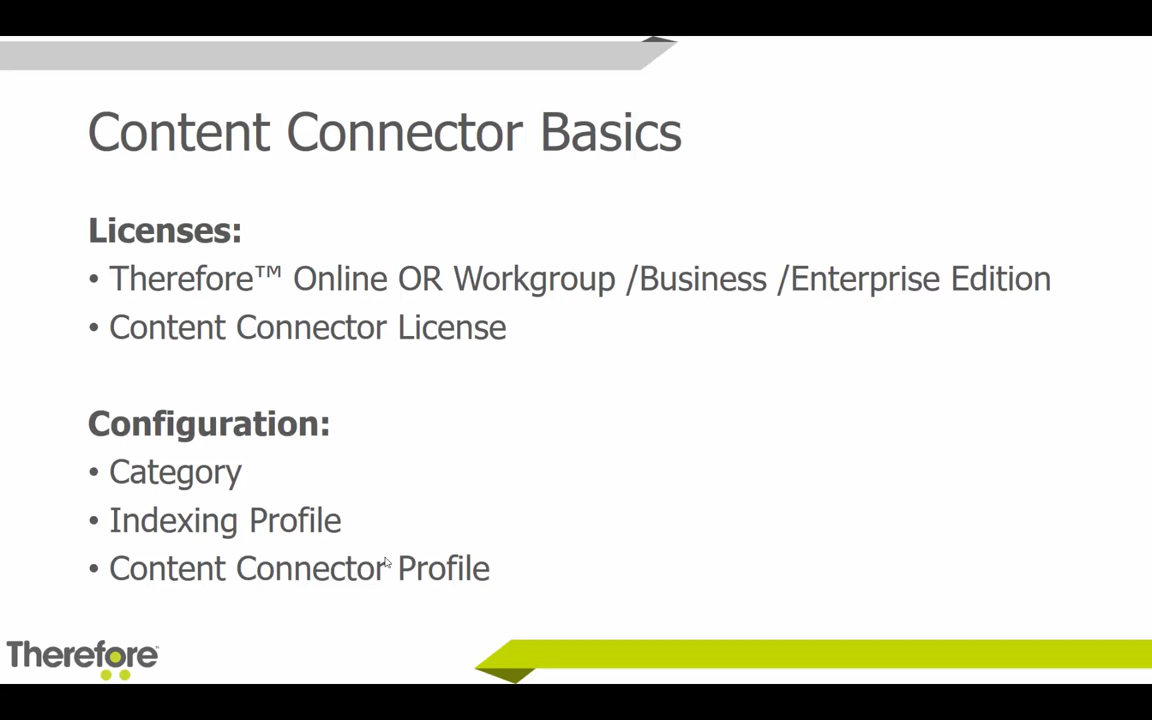 Content Connector Basics
Licenses:
• Therefore™ Online OR Workgroup /Business /Enterprise Edition
• Content Connector License
Configuration:
• Category
• Indexing Profile
• Content Connector Profile
Therefore™